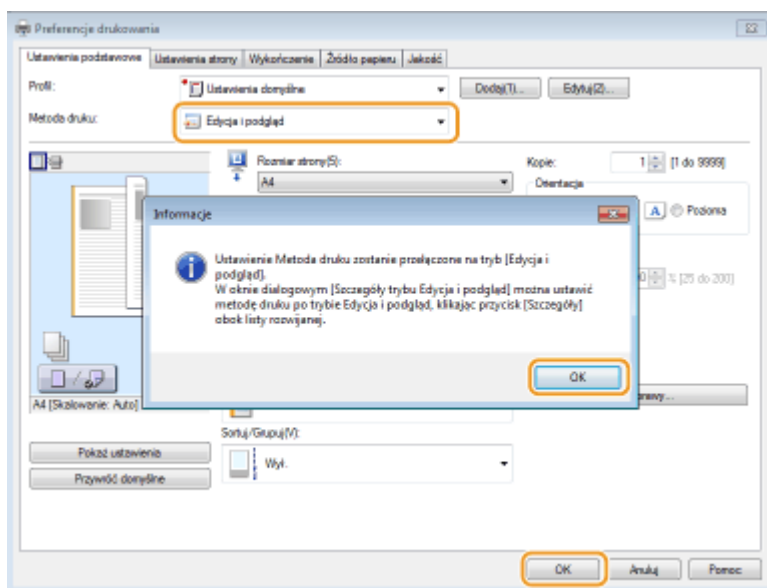 Preferencje drukowania
Ustawienia podstawowe Ustawienia strony Wykończenie Źródło papieru Jakość
Profil: Ustawienia domyślne Dodaj(1)... Edytuj(2)...
Metoda druku: Edycja i podgląd
Rozmiar strony(5): Kopie: 1 [1 do 9999]
A4 Orientacja
A Pozioma
Informacje
Ustawienie Metoda druku zostanie przełączone na tryb [Edycja i
podgląd].
W oknie dialogowym [Szczegóły trybu Edycja i podgląd] można ustawić
metodę druku po trybie Edycja i podgląd, klikając przycisk [Szczegóły]
obok listy rozwijanej.
% [25 do 200]
OK
A4 [Skalowanie: Auto]
Sortuj/Grupuj(V):
Pokaż ustawienia
Wył.
Przywróć domyślne
OK Anuluj Pomoc